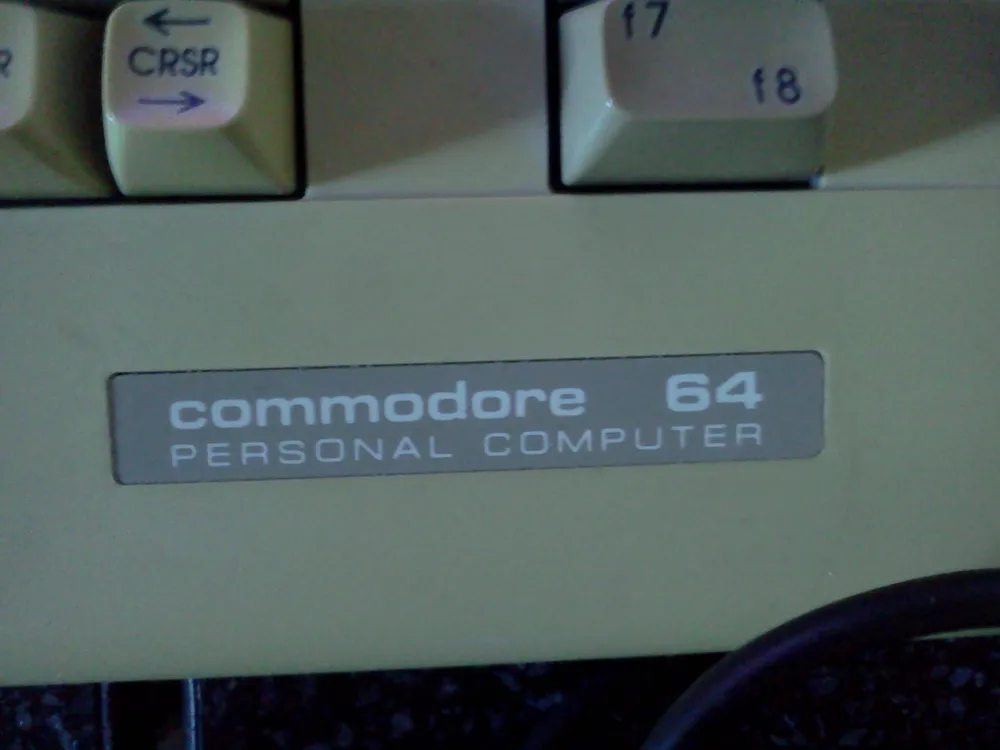 ←
CRSR
→
f7
f8
commodore 64
PERSONAL COMPUTER